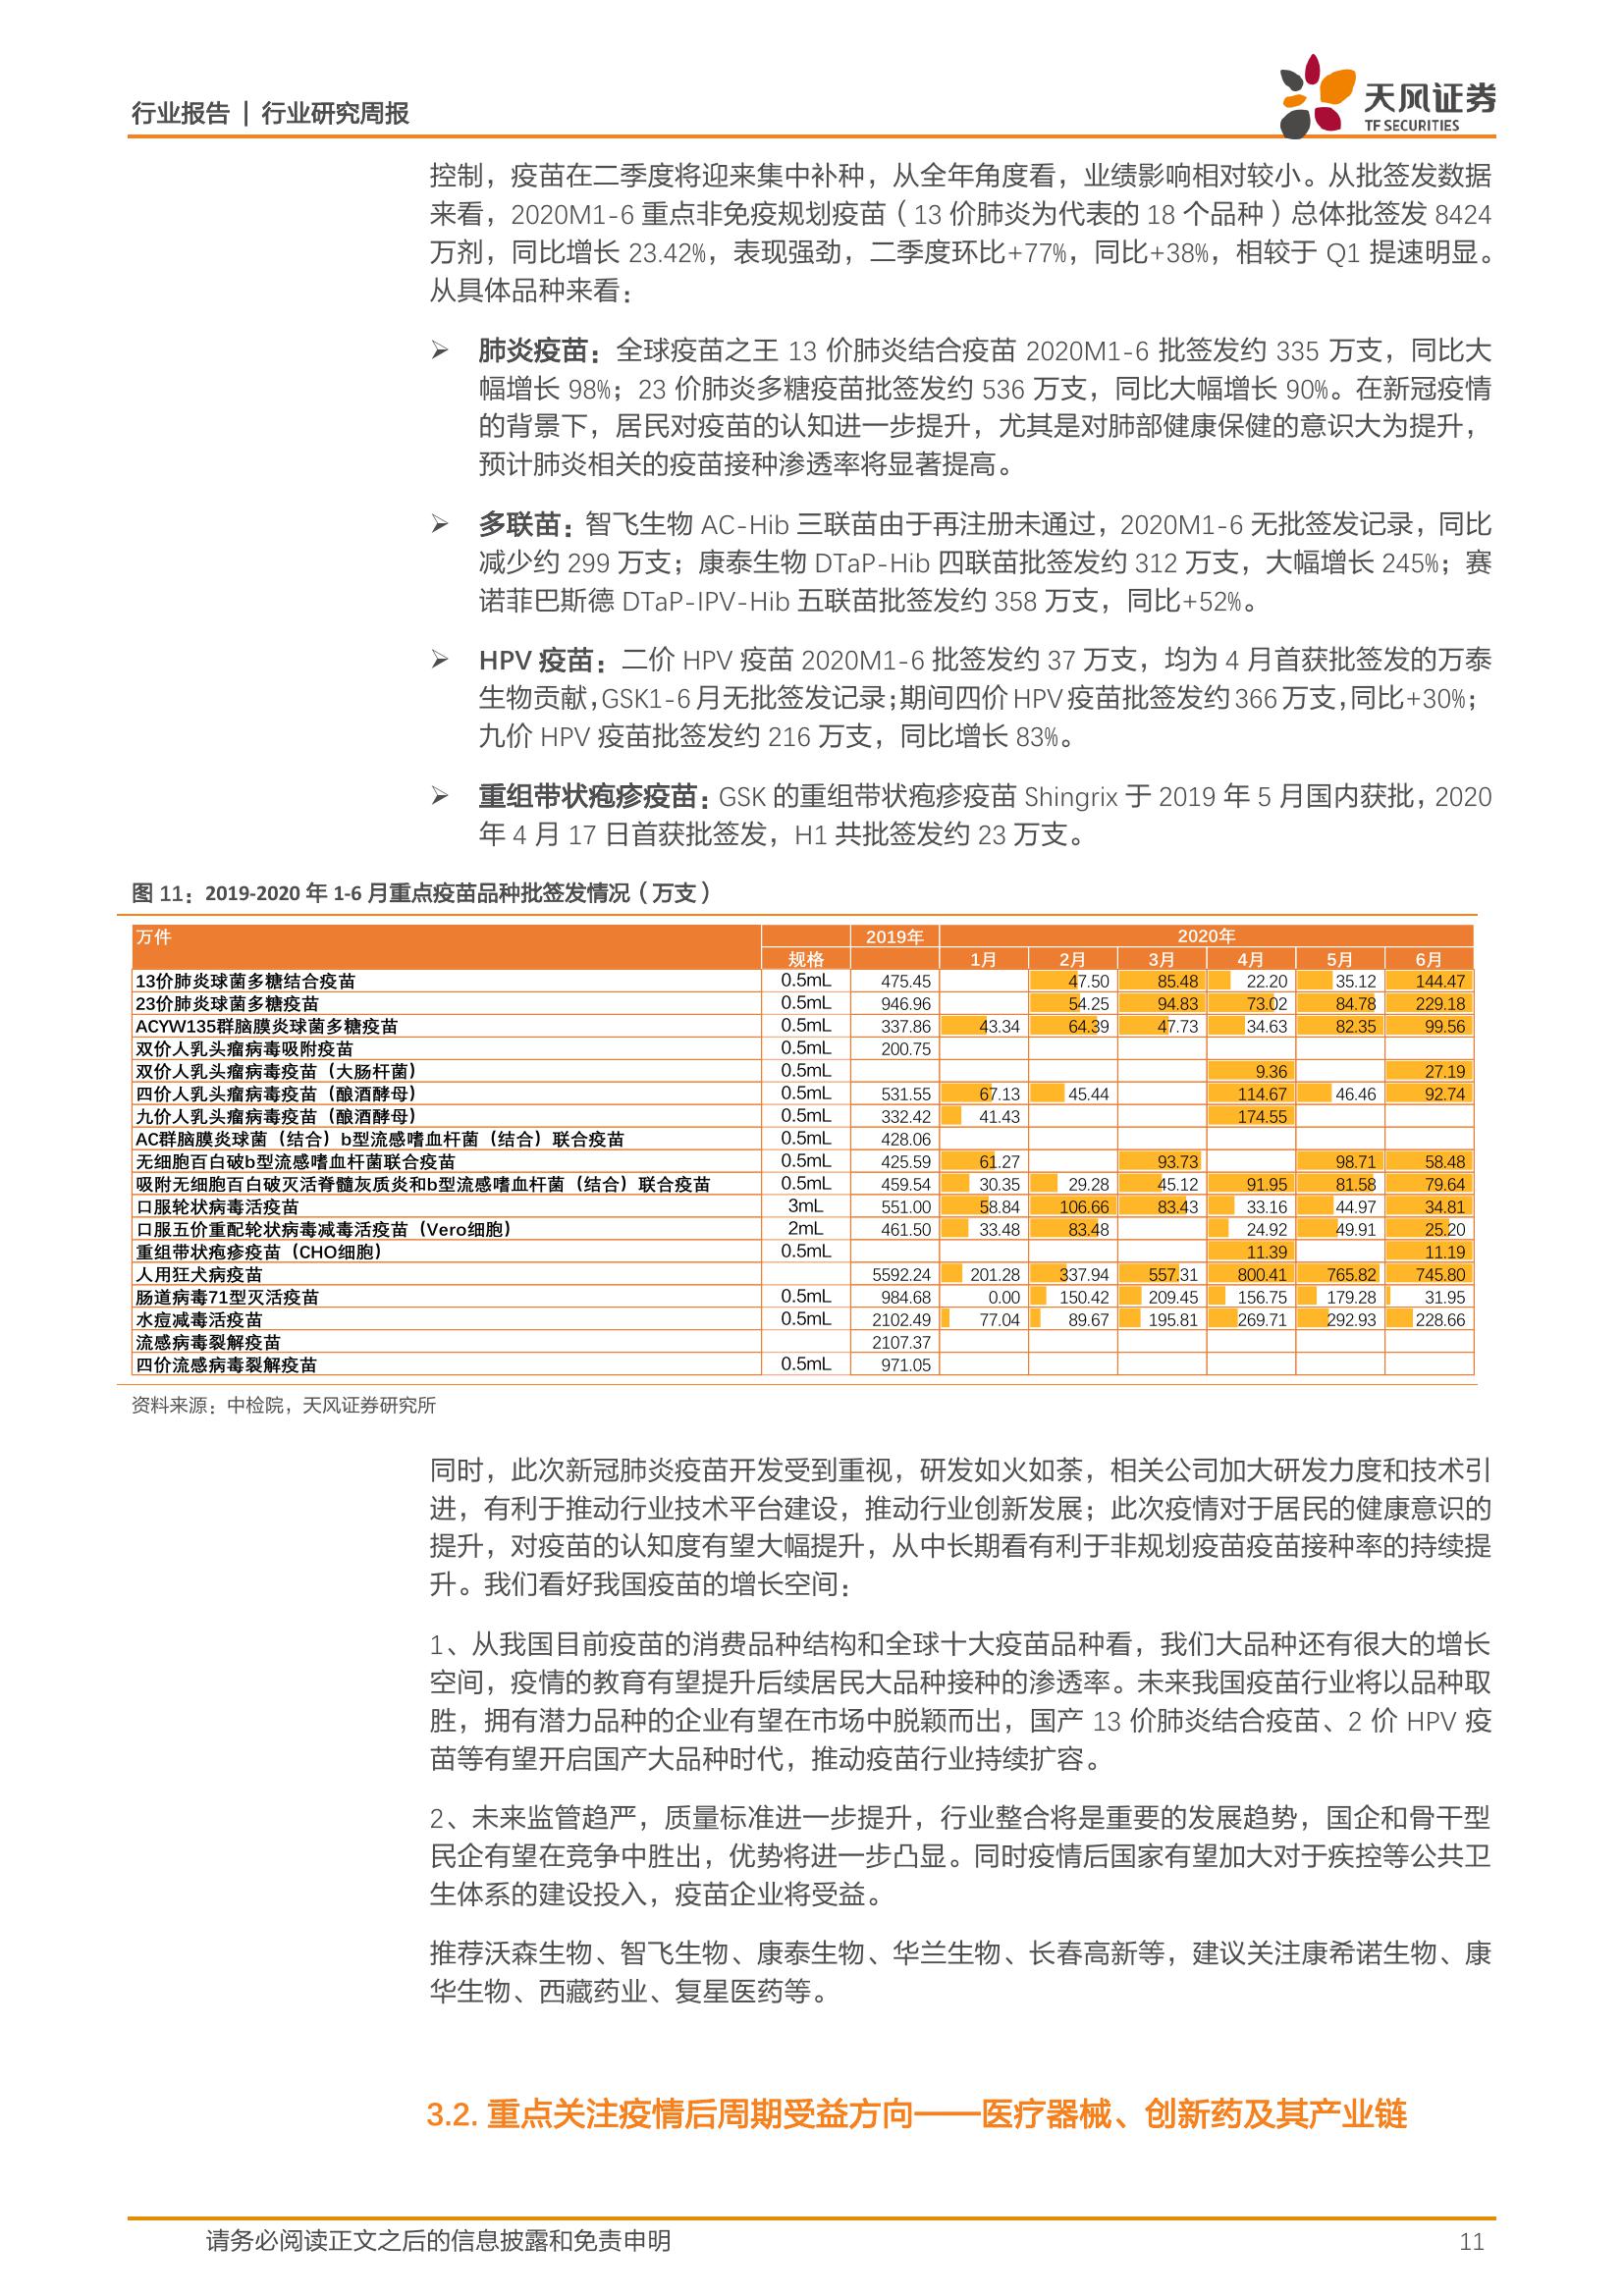 行业报告 | 行业研究周报
天风证券
TF SECURITIES
控制，疫苗在二季度将迎来集中补种，从全年角度看，业绩影响相对较小。从批签发数据
来看，2020M1-6 重点非免疫规划疫苗（13 价肺炎为代表的 18 个品种）总体批签发 8424
万剂，同比增长 23.42%，表现强劲，二季度环比+77%，同比+38%，相较于 Q1 提速明显。
从具体品种来看：
➢ 肺炎疫苗：全球疫苗之王 13 价肺炎结合疫苗 2020M1-6 批签发约 335 万支，同比大
幅增长 98%；23 价肺炎多糖疫苗批签发约 536 万支，同比大幅增长 90%。在新冠疫情
的背景下，居民对疫苗的认知进一步提升，尤其是对肺部健康保健的意识大为提升，
预计肺炎相关的疫苗接种渗透率将显著提高。
➢ 多联苗：智飞生物 AC-Hib 三联苗由于再注册未通过，2020M1-6 无批签发记录，同比
减少约 299 万支；康泰生物 DTaP-Hib 四联苗批签发约 312 万支，大幅增长 245%；赛
诺菲巴斯德 DTaP-IPV-Hib 五联苗批签发约 358 万支，同比+52%。
➢ HPV 疫苗：二价 HPV 疫苗 2020M1-6 批签发约 37 万支，均为 4 月首获批签发的万泰
生物贡献，GSK1-6 月无批签发记录；期间四价 HPV 疫苗批签发约 366 万支，同比+30%；
九价 HPV 疫苗批签发约 216 万支，同比增长 83%。
➢ 重组带状疱疹疫苗：GSK 的重组带状疱疹疫苗 Shingrix 于 2019 年 5 月国内获批，2020
年 4 月 17 日首获批签发，H1 共批签发约 23 万支。
图 11：2019-2020 年 1-6 月重点疫苗品种批签发情况（万支）
万件 2019年 2020年
规格 1月 2月 3月 4月 5月 6月
13价肺炎球菌多糖结合疫苗 0.5mL 475.45 47.50 85.48 22.20 35.12 144.47
23价肺炎球菌多糖疫苗 0.5mL 946.96 54.25 94.83 73.02 84.78 229.18
ACYW135群脑膜炎球菌多糖疫苗 0.5mL 337.86 43.34 64.39 47.73 34.63 82.35 99.56
双价人乳头瘤病毒吸附疫苗 0.5mL 200.75
双价人乳头瘤病毒疫苗（大肠杆菌） 0.5mL 9.36 27.19
四价人乳头瘤病毒疫苗（酿酒酵母） 0.5mL 531.55 67.13 45.44 114.67 46.46 92.74
九价人乳头瘤病毒疫苗（酿酒酵母） 0.5mL 332.42 41.43 174.55
AC群脑膜炎球菌（结合）b型流感嗜血杆菌（结合）联合疫苗 0.5mL 428.06
无细胞百白破b型流感嗜血杆菌联合疫苗 0.5mL 425.59 61.27 93.73 98.71 58.48
吸附无细胞百白破灭活脊髓灰质炎和b型流感嗜血杆菌（结合）联合疫苗 0.5mL 459.54 30.35 29.28 45.12 91.95 81.58 79.64
口服轮状病毒活疫苗 3mL 551.00 58.84 106.66 83.43 33.16 44.97 34.81
口服五价重配轮状病毒减毒活疫苗（Vero细胞） 2mL 461.50 33.48 83.48 24.92 49.91 25.20
重组带状疱疹疫苗（CHO细胞） 0.5mL 11.39 11.19
人用狂犬病疫苗 5592.24 201.28 337.94 557.31 800.41 765.82 745.80
肠道病毒71型灭活疫苗 0.5mL 984.68 0.00 150.42 209.45 156.75 179.28 31.95
水痘减毒活疫苗 0.5mL 2102.49 77.04 89.67 195.81 269.71 292.93 228.66
流感病毒裂解疫苗 2107.37
四价流感病毒裂解疫苗 0.5mL 971.05
资料来源：中检院，天风证券研究所
同时，此次新冠肺炎疫苗开发受到重视，研发如火如荼，相关公司加大研发力度和技术引
进，有利于推动行业技术平台建设，推动行业创新发展；此次疫情对于居民的健康意识的
提升，对疫苗的认知度有望大幅提升，从中长期看有利于非规划疫苗疫苗接种率的持续提
升。我们看好我国疫苗的增长空间：
1、从我国目前疫苗的消费品种结构和全球十大疫苗品种看，我们大品种还有很大的增长
空间，疫情的教育有望提升后续居民大品种接种的渗透率。未来我国疫苗行业将以品种取
胜，拥有潜力品种的企业有望在市场中脱颖而出，国产 13 价肺炎结合疫苗、2 价 HPV 疫
苗等有望开启国产大品种时代，推动疫苗行业持续扩容。
2、未来监管趋严，质量标准进一步提升，行业整合将是重要的发展趋势，国企和骨干型
民企有望在竞争中胜出，优势将进一步凸显。同时疫情后国家有望加大对于疾控等公共卫
生体系的建设投入，疫苗企业将受益。
推荐沃森生物、智飞生物、康泰生物、华兰生物、长春高新等，建议关注康希诺生物、康
华生物、西藏药业、复星医药等。
3.2. 重点关注疫情后周期受益方向——医疗器械、创新药及其产业链
请务必阅读正文之后的信息披露和免责申明 11